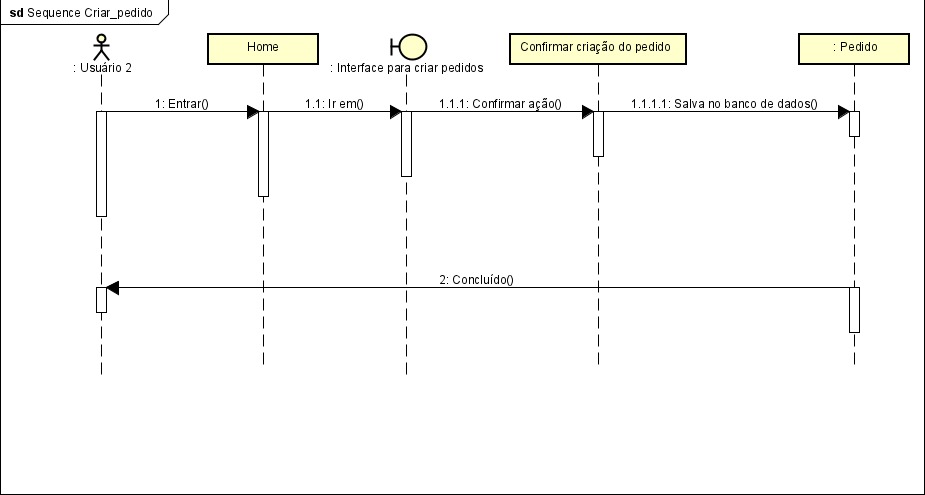 sd Sequence Criar_pedido
: Usuário 2
Home
: Interface para criar pedidos
Confirmar criação do pedido
: Pedido
1: Entrar()
1.1: Ir em()
1.1.1: Confirmar ação()
1.1.1.1: Salva no banco de dados()
2: Concluído()